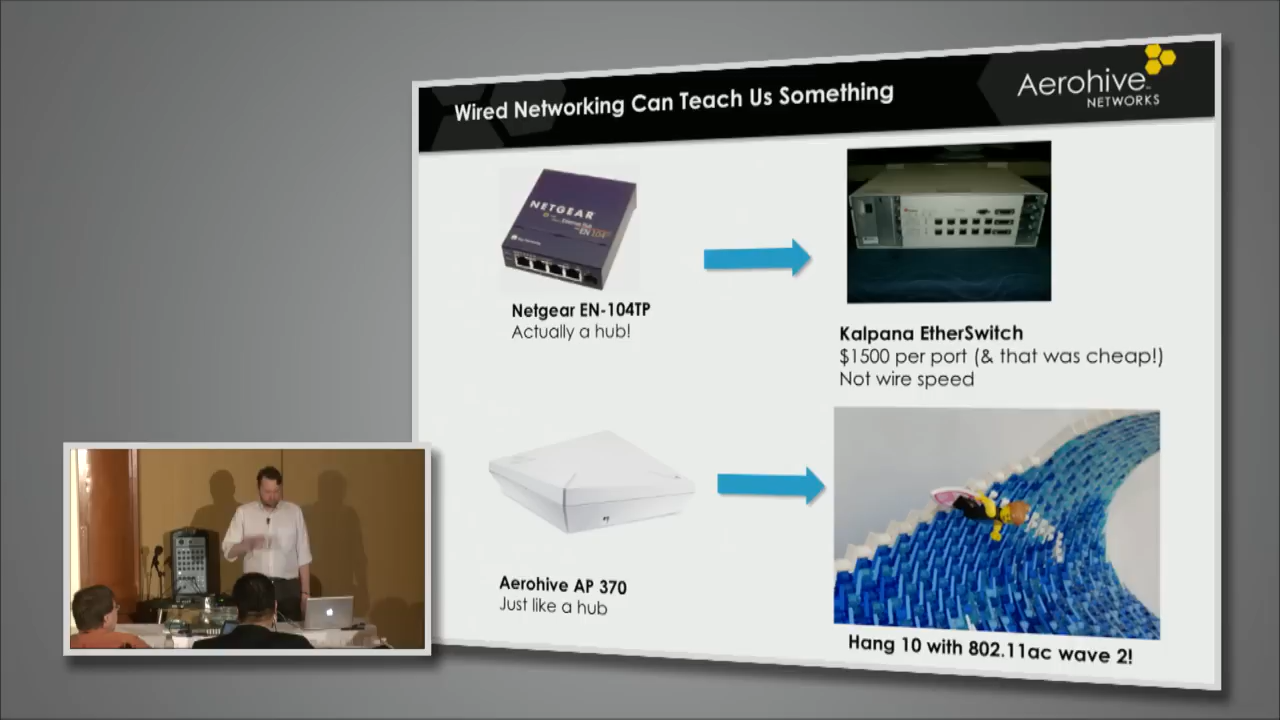 Wired Networking Can Teach Us Something
Aerohive
NETWORKS
NETGEAR
EN 104
Netgear EN-104TP
Actually a hub!
Kalpana EtherSwitch
$1500 per port (& that was cheap!)
Not wire speed
Aerohive AP 370
Just like a hub
Hang 10 with 802.11ac wave 2!